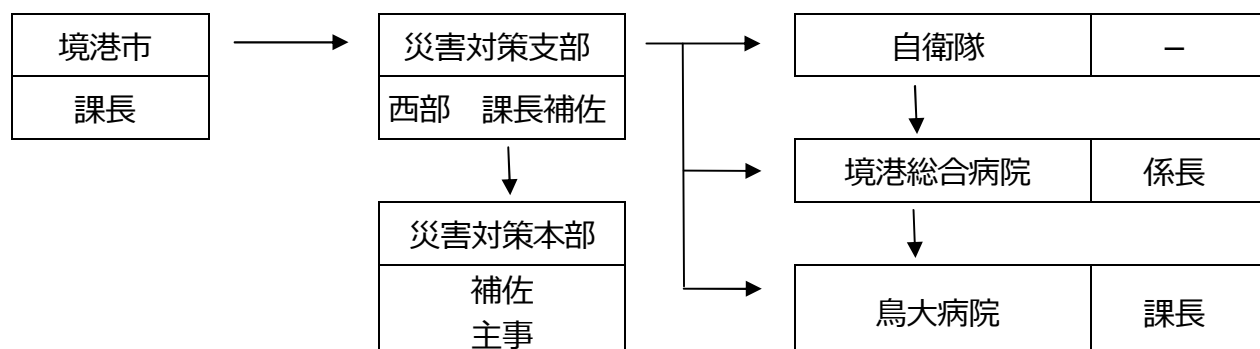 境港市
課長
災害対策支部
西部　課長補佐
災害対策本部
補佐
主事
自衛隊
－
境港総合病院
係長
鳥大病院
課長